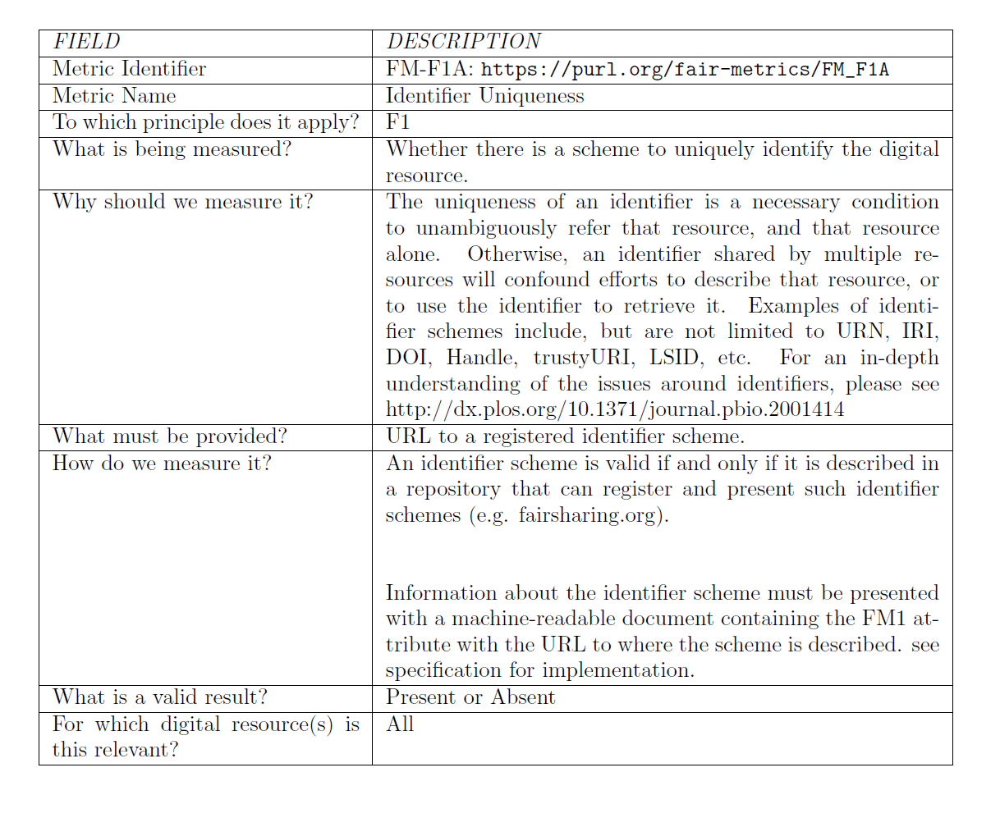 FIELD DESCRIPTION
Metric Identifier FM-F1A: https://purl.org/fair-metrics/FM_F1A
Metric Name Identifier Uniqueness
To which principle does it apply? F1
What is being measured? Whether there is a scheme to uniquely identify the digital
resource.
Why should we measure it? The uniqueness of an identifier is a necessary condition
to unambiguously refer that resource, and that resource
alone. Otherwise, an identifier shared by multiple re-
sources will confound efforts to describe that resource, or
to use the identifier to retrieve it. Examples of identi-
fier schemes include, but are not limited to URN, IRI,
DOI, Handle, trustyURI, LSID, etc. For an in-depth
understanding of the issues around identifiers, please see
http://dx.plos.org/10.1371/journal.pbio.2001414
What must be provided? URL to a registered identifier scheme.
How do we measure it? An identifier scheme is valid if and only if it is described in
a repository that can register and present such identifier
schemes (e.g. fairsharing.org).
Information about the identifier scheme must be presented
with a machine-readable document containing the FM1 at-
tribute with the URL to where the scheme is described. see
specification for implementation.
What is a valid result? Present or Absent
For which digital resource(s) is All
this relevant?